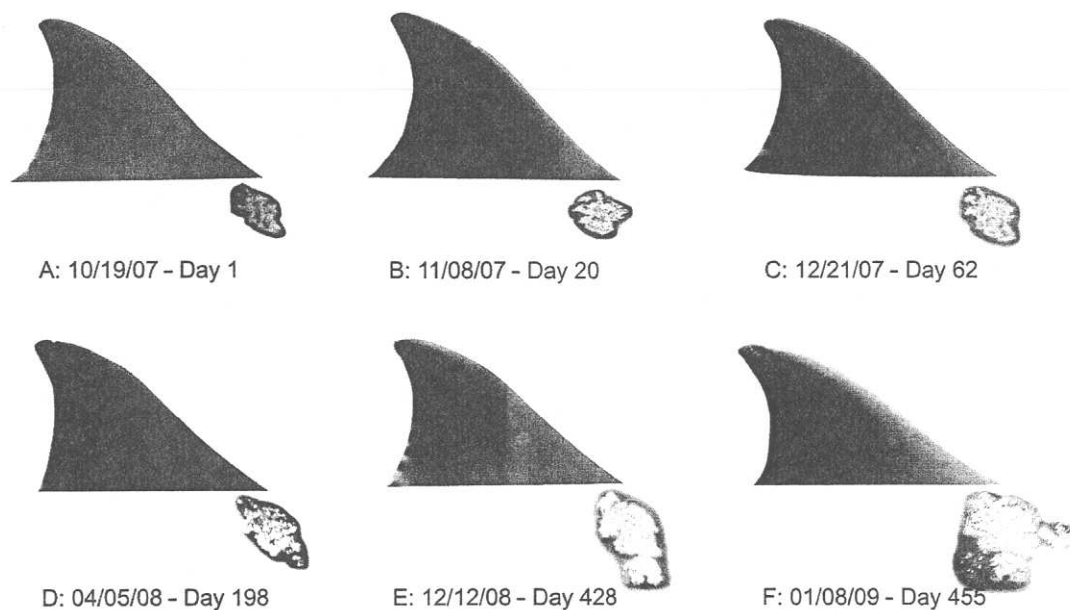 A: 10/19/07 - Day 1
B: 11/08/07 - Day 20
C: 12/21/07 - Day 62
D: 04/05/08 - Day 198
E: 12/12/08 - Day 428
F: 01/08/09 - Day 455